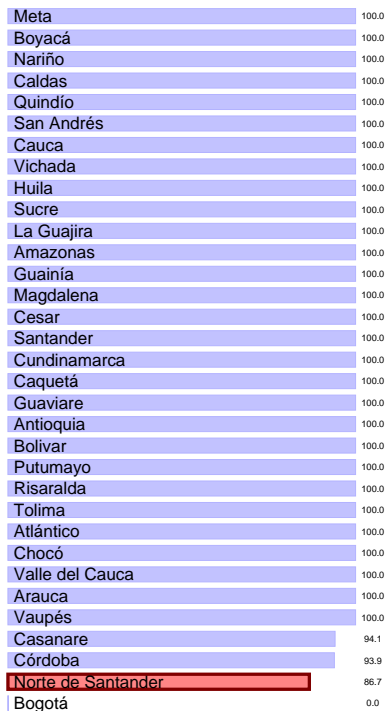 Meta 100.0
Boyacá 100.0
Nariño 100.0
Caldas 100.0
Quindío 100.0
San Andrés 100.0
Cauca 100.0
Vichada 100.0
Huila 100.0
Sucre 100.0
La Guajira 100.0
Amazonas 100.0
Guainía 100.0
Magdalena 100.0
Cesar 100.0
Santander 100.0
Cundinamarca 100.0
Caquetá 100.0
Guaviare 100.0
Antioquia 100.0
Bolivar 100.0
Putumayo 100.0
Risaralda 100.0
Tolima 100.0
Atlántico 100.0
Chocó 100.0
Valle del Cauca 100.0
Arauca 100.0
Vaupés 100.0
Casanare 94.1
Córdoba 93.9
Norte de Santander 86.7
Bogotá 0.0